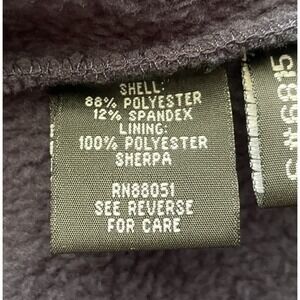 SHELL:
88% POLYESTER
12% SPANDEX
LINING:
100% POLYESTER
SHERPA
RN88051
SEE REVERSE
FOR CARE